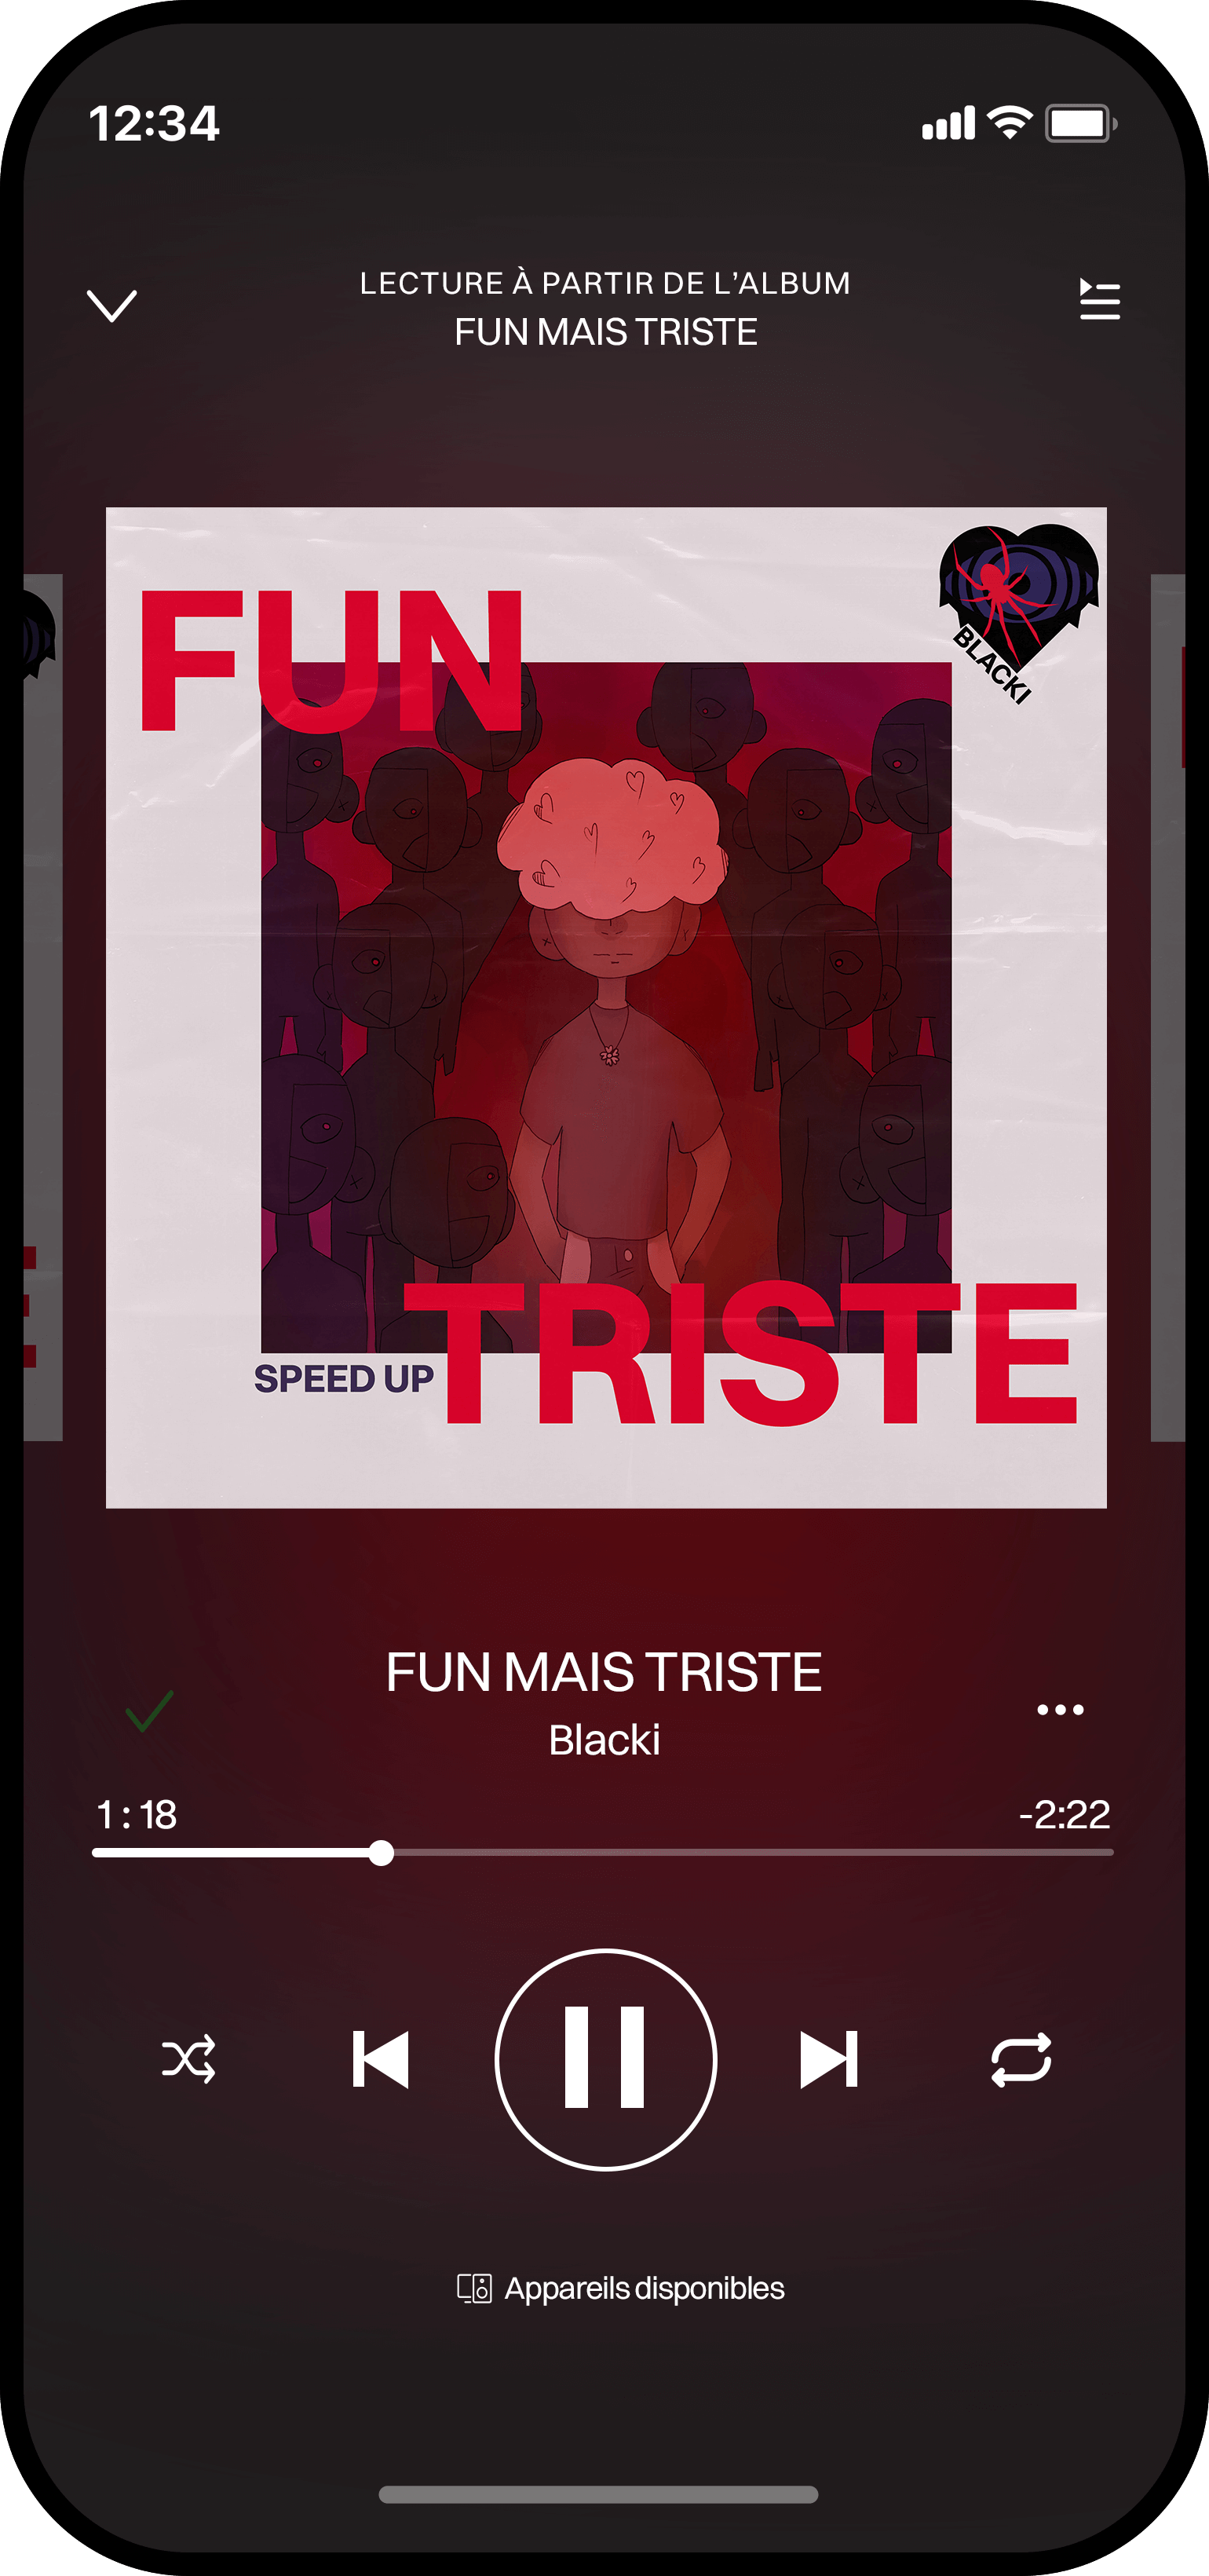 12:34
LECTURE À PARTIR DE L’ALBUM
FUN MAIS TRISTE
FUN
BLACKI
TRISTE
SPEED UP
FUN MAIS TRISTE
Blacki
1 : 18
-2:22
Appareils disponibles